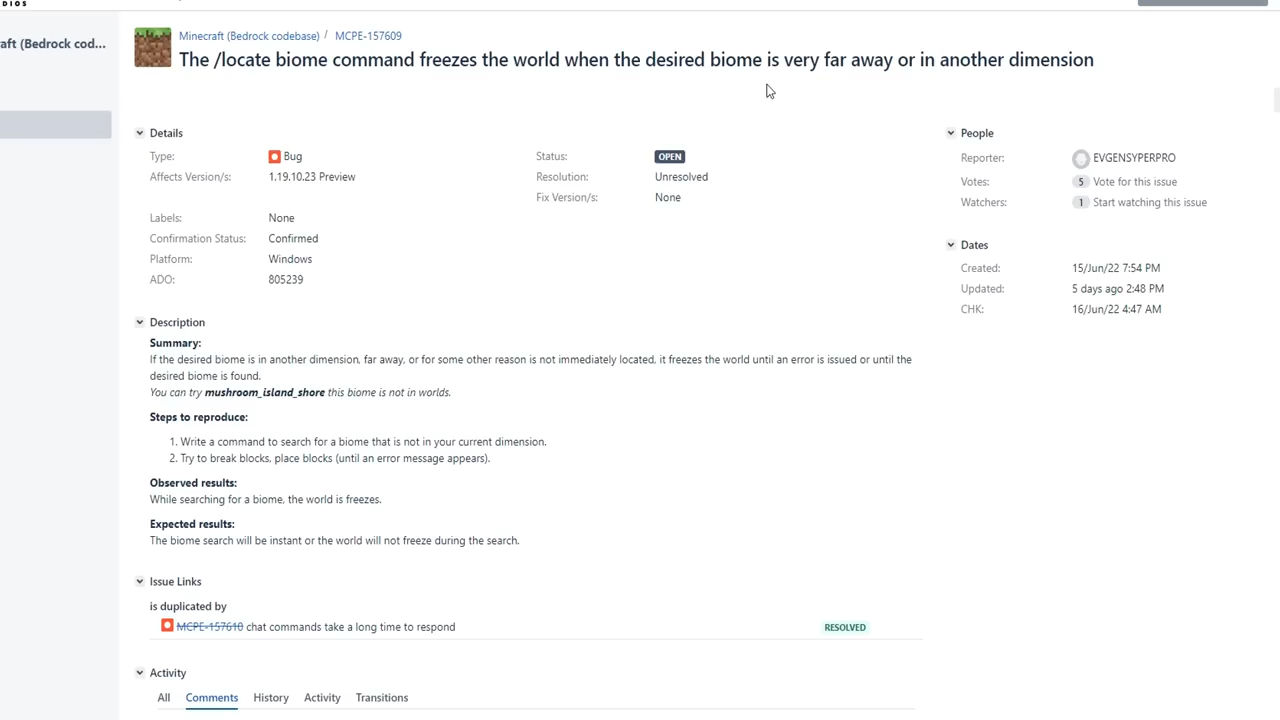 DIOS
aft (Bedrock cod...
Minecraft (Bedrock codebase) / MCPE-157609
The /locate biome command freezes the world when the desired biome is very far away or in another dimension
Details
Type: Bug
Status: OPEN
Affects Version/s: 1.19.10.23 Preview
Resolution: Unresolved
Fix Version/s: None
Labels: None
Confirmation Status: Confirmed
Platform: Windows
ADO: 805239
People
Reporter: EVGENSYPERPRO
Votes: 5 Vote for this issue
Watchers: 1 Start watching this issue
Dates
Created: 15/Jun/22 7:54 PM
Updated: 5 days ago 2:48 PM
CHK: 16/Jun/22 4:47 AM
Description
Summary:
If the desired biome is in another dimension, far away, or for some other reason is not immediately located, it freezes the world until an error is issued or until the
desired biome is found.
You can try mushroom_island_shore this biome is not in worlds.
Steps to reproduce:
1. Write a command to search for a biome that is not in your current dimension.
2. Try to break blocks, place blocks (until an error message appears).
Observed results:
While searching for a biome, the world is freezes.
Expected results:
The biome search will be instant or the world will not freeze during the search.
Issue Links
is duplicated by
MCPE-157610 chat commands take a long time to respond RESOLVED
Activity
All Comments History Activity Transitions